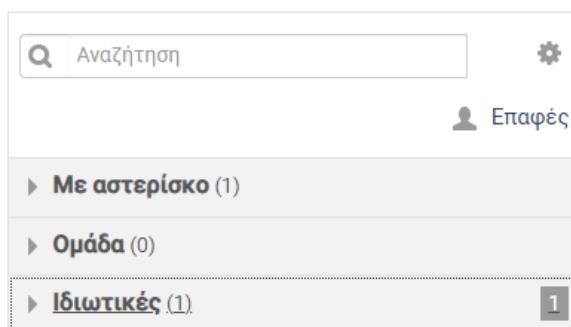 Αναζήτηση
Επαφές
Με αστερίσκο (1)
Ομάδα (0)
Ιδιωτικές (1) 1